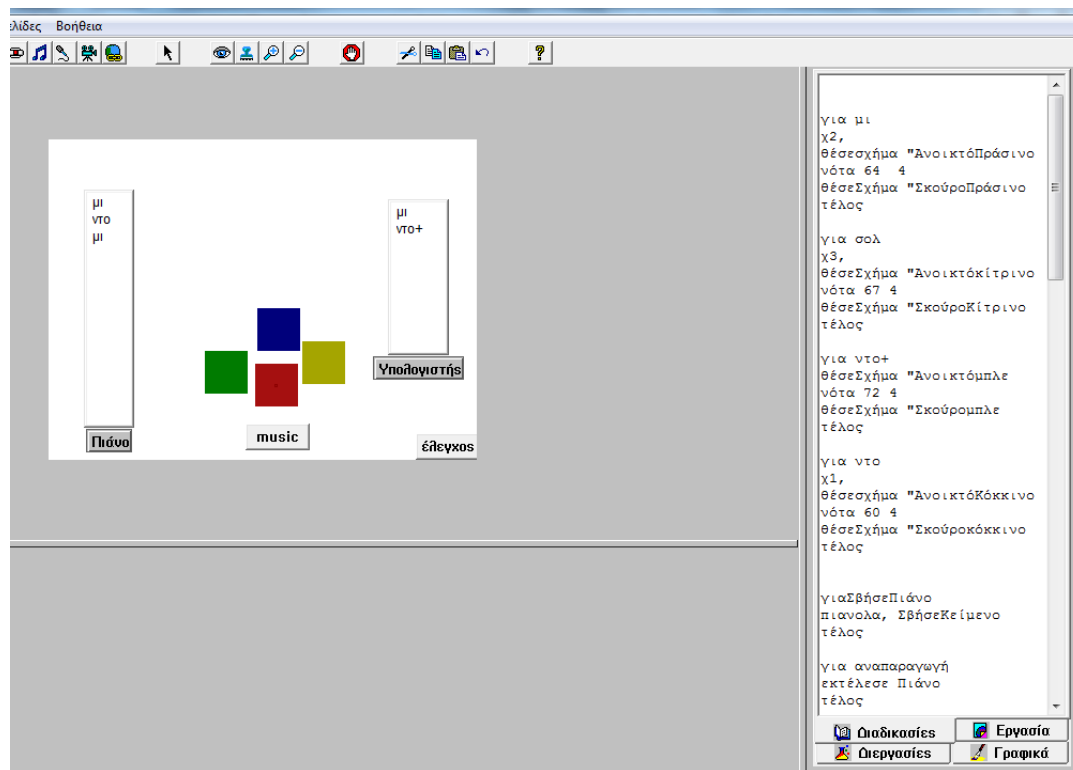 ελίδες Βοήθεια
μι
ντο
μι
Πιάνο
music
μι
ντο+
Υπολογιστής
έλεγχος
για μι
χ2,
θέσεσχήμα "ΑνοικτόΠράσινο
νότα 64 4
θέσεΣχήμα "ΣκούροΠράσινο
τέλος
για σολ
χ3,
θέσεΣχήμα "Ανοικτόκίτρινο
νότα 67 4
θέσεΣχήμα "ΣκούροΚίτρινο
τέλος
για ντο+
θέσεΣχήμα "Ανοικτόμπλε
νότα 72 4
θέσεΣχήμα "Σκούρομπλε
τέλος
για ντο
χ1,
θέσεσχήμα "ΑνοικτόΚόκκινο
νότα 60 4
θέσεΣχήμα "Σκούροκόκκινο
τέλος
γιαΣβήσεΠιάνο
πιανολα, ΣβήσεΚείμενο
τέλος
για αναπαραγωγή
εκτέλεσε Πιάνο
τέλος
Διαδικασίες
Εργασία
Διεργασίες
Γραφικά